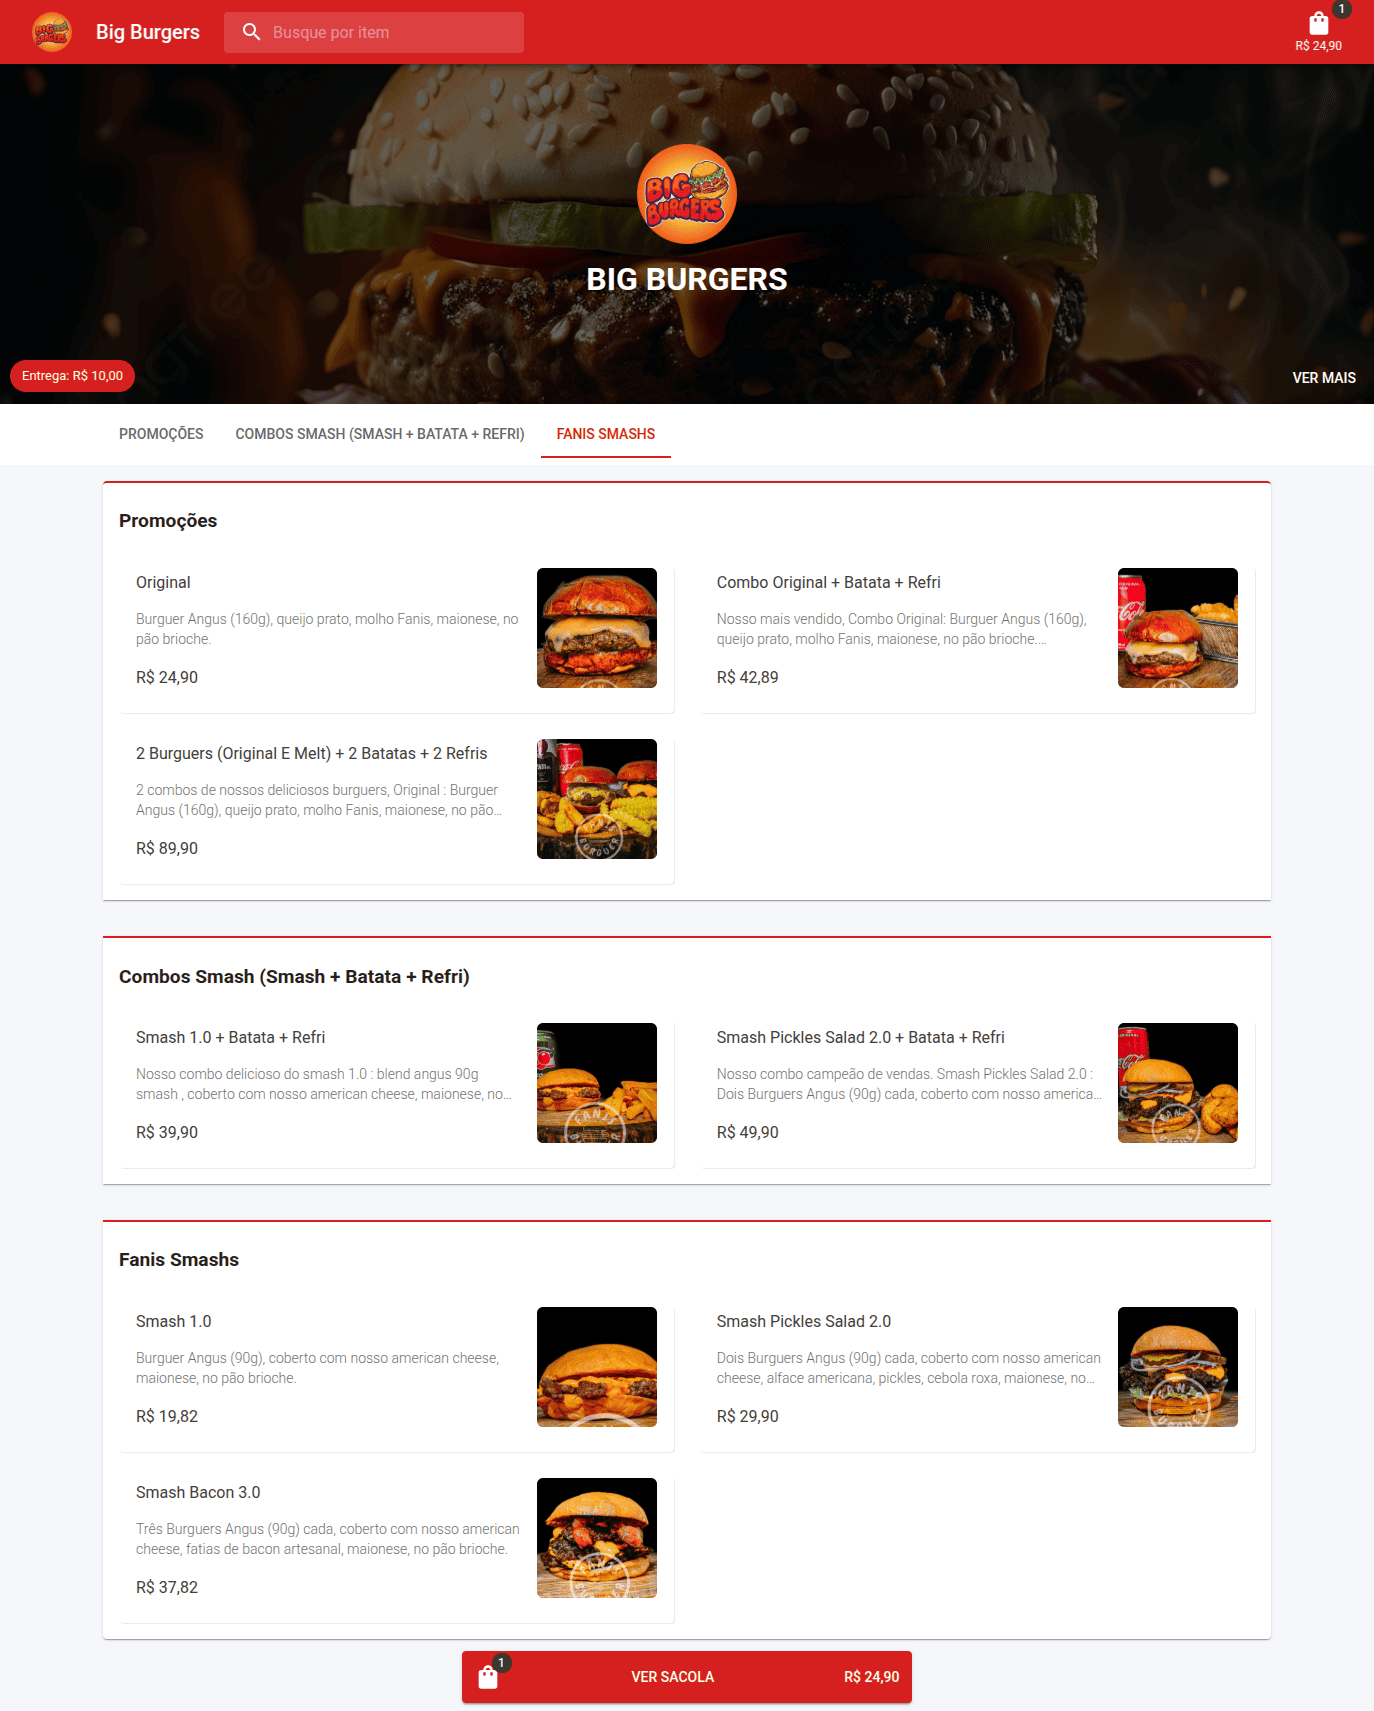 Big Burgers
Busque por item
1
R$ 24,90
BIG
BURGERS
BIG BURGERS
Entrega: R$ 10,00
VER MAIS
PROMOÇÕES
COMBOS SMASH (SMASH + BATATA + REFRI)
FANIS SMASHS
Promoções
Original
Burguer Angus (160g), queijo prato, molho Fanis, maionese, no
pão brioche.
R$ 24,90
Combo Original + Batata + Refri
Nosso mais vendido, Combo Original: Burguer Angus (160g),
queijo prato, molho Fanis, maionese, no pão brioche....
R$ 42,89
2 Burguers (Original E Melt) + 2 Batatas + 2 Refris
2 combos de nossos deliciosos burguers, Original : Burguer
Angus (160g), queijo prato, molho Fanis, maionese, no pão...
R$ 89,90
FANIS
BURGUER
Combos Smash (Smash + Batata + Refri)
Smash 1.0 + Batata + Refri
Nosso combo delicioso do smash 1.0 : blend angus 90g
smash , coberto com nosso american cheese, maionese, no...
R$ 39,90
FANIS
Smash Pickles Salad 2.0 + Batata + Refri
Nosso combo campeão de vendas. Smash Pickles Salad 2.0 :
Dois Burguers Angus (90g) cada, coberto com nosso america...
R$ 49,90
FANIS
BURGUER
Fanis Smashs
Smash 1.0
Burguer Angus (90g), coberto com nosso american cheese,
maionese, no pão brioche.
R$ 19,82
Smash Pickles Salad 2.0
Dois Burguers Angus (90g) cada, coberto com nosso american
cheese, alface americana, pickles, cebola roxa, maionese, no...
R$ 29,90
FANIS
BURGUER
Smash Bacon 3.0
Três Burguers Angus (90g) cada, coberto com nosso american
cheese, fatias de bacon artesanal, maionese, no pão brioche.
R$ 37,82
FANIS
1
VER SACOLA
R$ 24,90